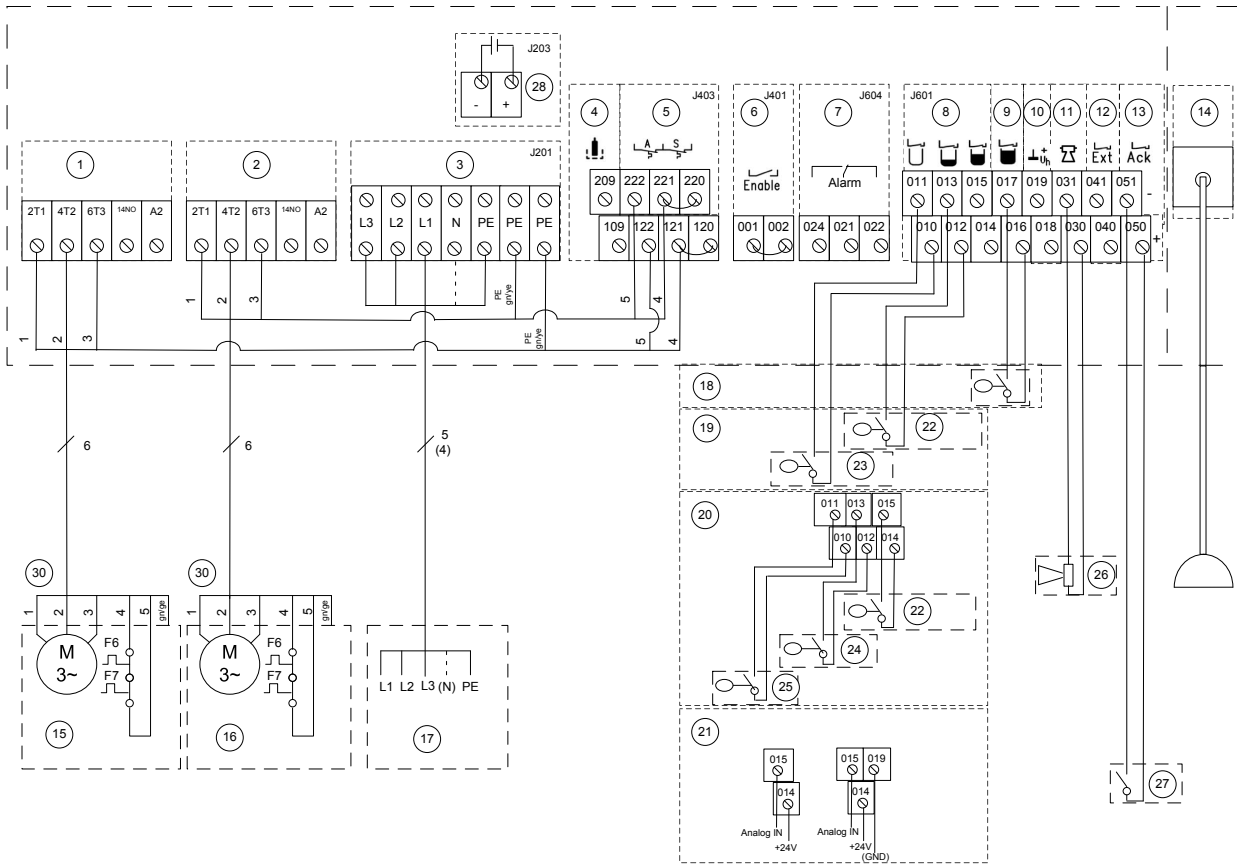 J203
- + 28
1
2
3
J201
4
5
J403
A S
6
J401
Enable
7
J604
Alarm
J601
8
9
10
+
Uh
11
12
Ext
13
Ack
14
2T1 4T2 6T3 14NO A2
2T1 4T2 6T3 14NO A2
L3 L2 L1 N PE PE PE
209 222 221 220
109 122 121 120
001 002
024 021 022
011 013 015 017 019 031 041 051 -
010 012 014 016 018 030 040 050 +
1 2 3
PE
gn/ye
5 4
1 2 3
PE
gn/ye
5 4
18
19
22
23
6
6
5
(4)
20
011 013 015
010 012 014
22
24
25
26
30
30
1 2 3 4 5 gn/ge
1 2 3 4 5 gn/ge
M
3~
F6
F7
15
M
3~
F6
F7
16
L1 L2 L3 (N) PE
17
21
015
014
Analog IN
+24V
015 019
014
Analog IN
+24V
(GND)
27